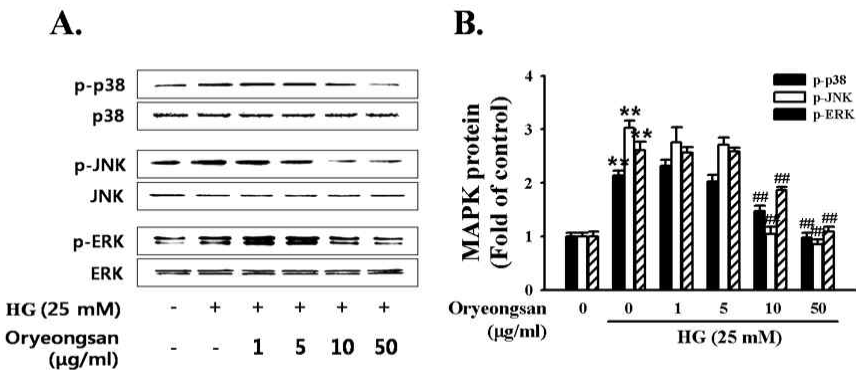 A.
p-p38
p38
p-JNK
JNK
p-ERK
ERK
HG (25 mM) - + + + + +
Oryeongsan - - 1 5 10 50
(μg/ml)
B.
MAPK protein
(Fold of control)
4
3
2
1
0
p-p38
p-JNK
p-ERK
** ** **
## ## ##
## ## ##
Oryeongsan 0 0 1 5 10 50
(μg/ml)
HG (25 mM)